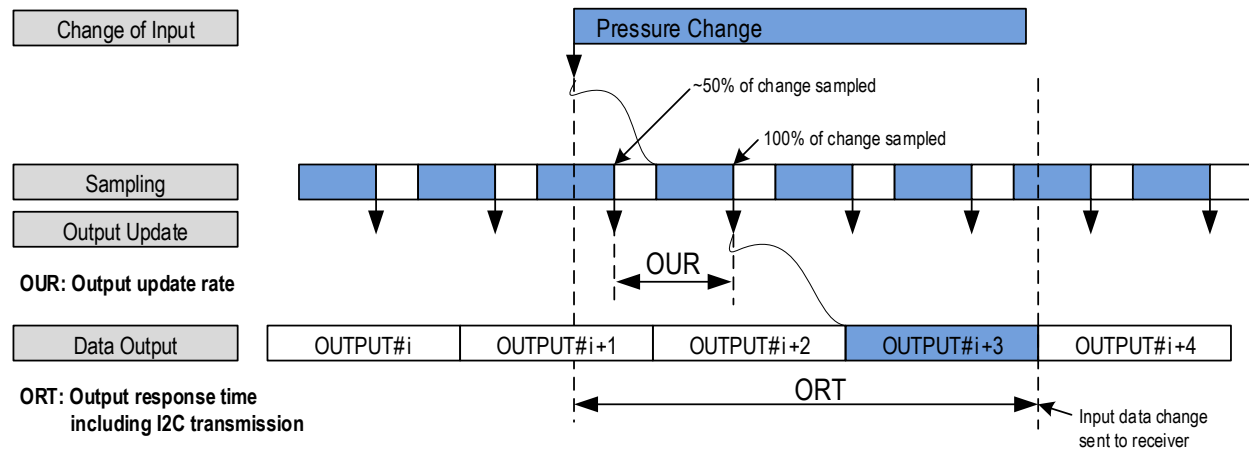 Change of Input
Pressure Change
~50% of change sampled
100% of change sampled
Sampling
Output Update
OUR
OUR: Output update rate
Data Output
OUTPUT#i
OUTPUT#i+1
OUTPUT#i+2
OUTPUT#i+3
OUTPUT#i+4
ORT: Output response time
including I2C transmission
ORT
Input data change
sent to receiver